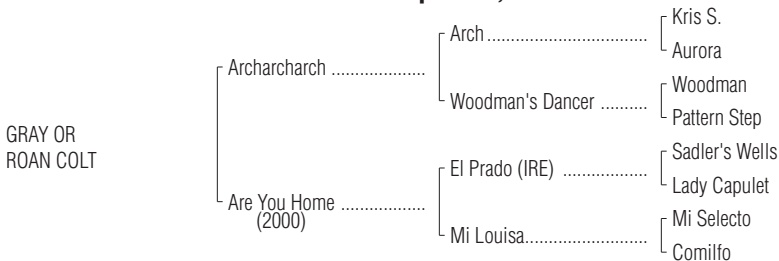 Kris S.
Arch
Aurora
Archarcharch
Woodman
Woodman's Dancer
Pattern Step
GRAY OR
ROAN COLT
Sadler's Wells
El Prado (IRE)
Lady Capulet
Are You Home
(2000)
Mi Selecto
Mi Louisa
Comilfo